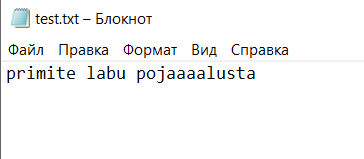 test.txt – Блокнот
Файл Правка Формат Вид Справка
primite labu pojaaaalusta